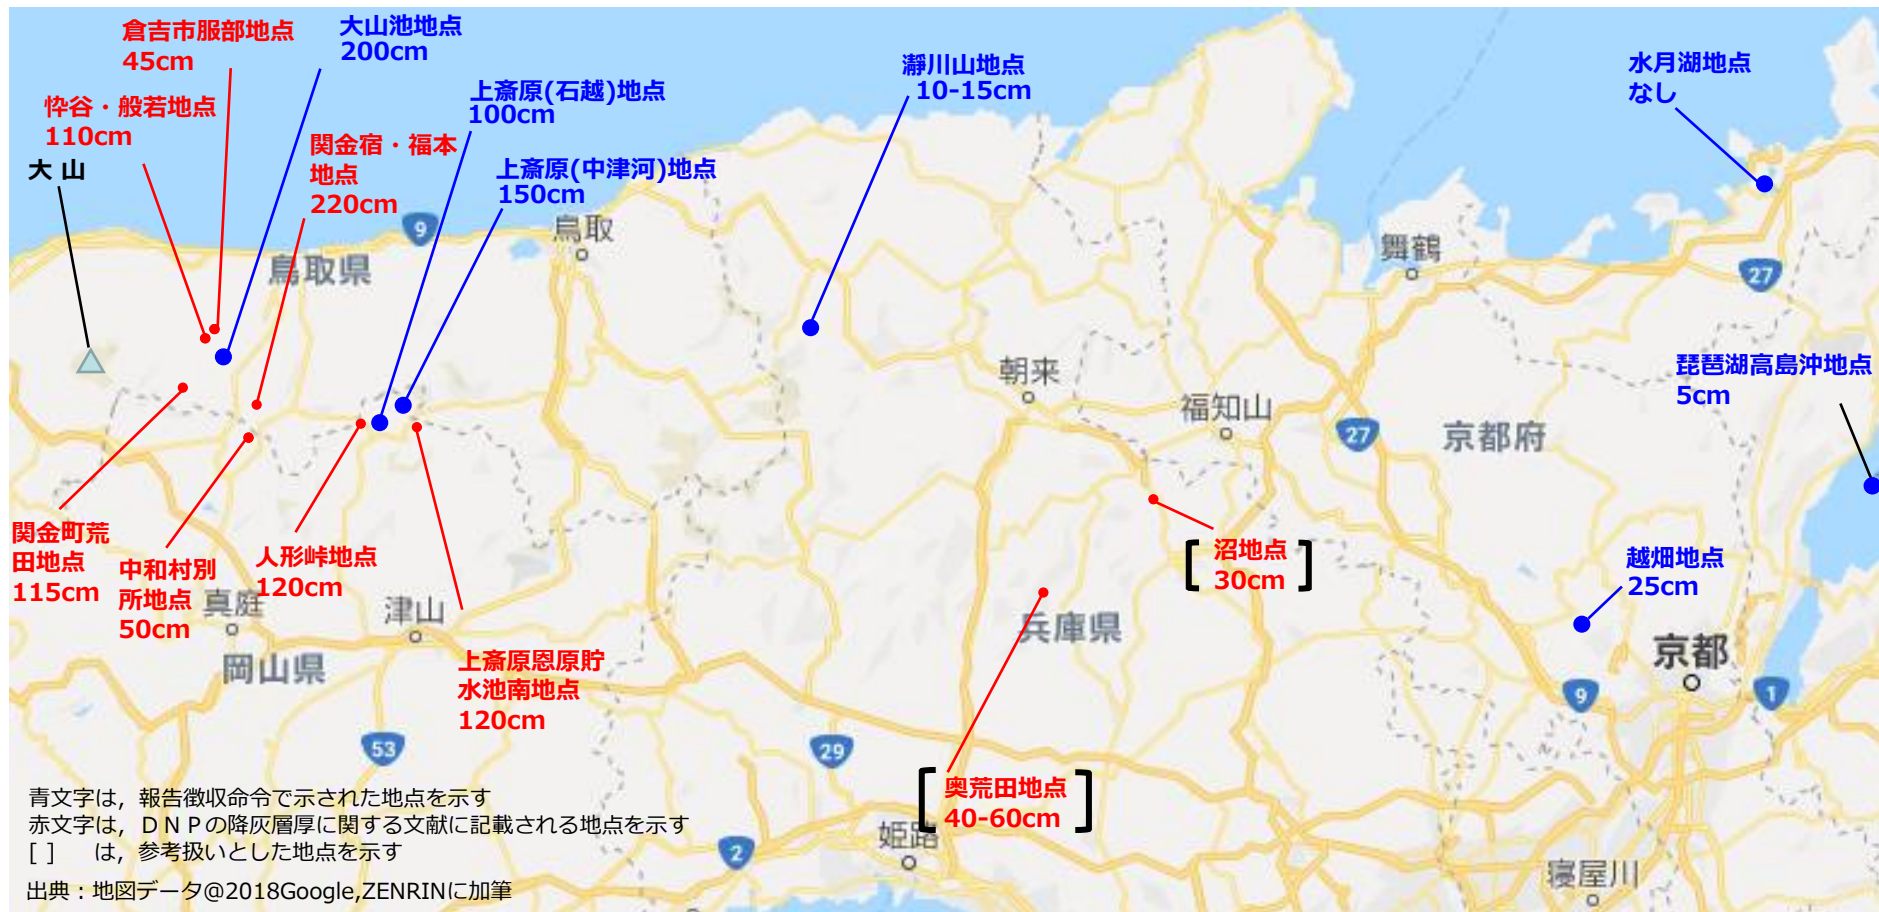 倉吉市服部地点
45cm
大山池地点
200cm
忰谷・般若地点
110cm
大 山
関金宿・福本
地点
220cm
上斎原(石越)地点
100cm
上斎原(中津河)地点
150cm
瀞川山地点
10-15cm
水月湖地点
なし
9
鳥取
鳥取県
舞鶴
27
朝来
福知山
27
京都府
琵琶湖高島沖地点
5cm
関金町荒
田地点
115cm
中和村別
所地点
50cm
人形峠地点
120cm
沼地点
30cm
越畑地点
25cm
真庭
津山
岡山県
兵庫県
京都
上斎原恩原貯
水池南地点
120cm
9
1
53
29
奥荒田地点
40-60cm
姫路
2
寝屋川
青文字は，報告徴収命令で示された地点を示す
赤文字は，ＤＮＰの降灰層厚に関する文献に記載される地点を示す
[ ] は，参考扱いとした地点を示す
出典：地図データ@2018Google,ZENRINに加筆